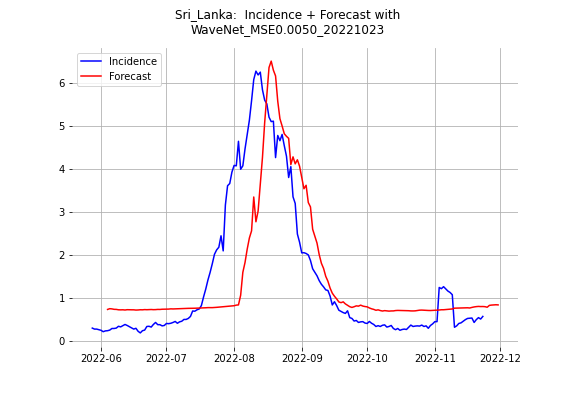 Sri_Lanka:  Incidence + Forecast with
WaveNet_MSE0.0050_20221023
Incidence
Forecast
6
5
4
3
2
1
0
2022-06 2022-07 2022-08 2022-09 2022-10 2022-11 2022-12